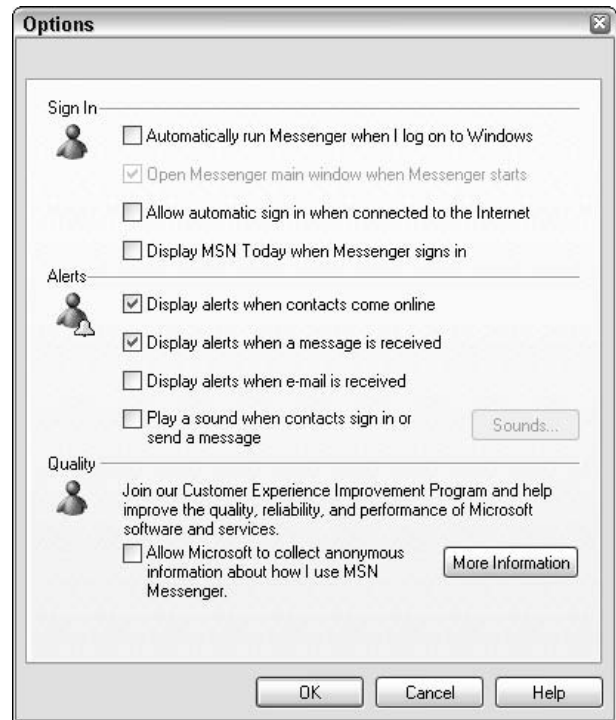 Options
Sign In
Automatically run Messenger when I log on to Windows
Open Messenger main window when Messenger starts
Allow automatic sign in when connected to the Internet
Display MSN Today when Messenger signs in
Alerts
Display alerts when contacts come online
Display alerts when a message is received
Display alerts when e-mail is received
Play a sound when contacts sign in or
send a message
Sounds...
Quality
Join our Customer Experience Improvement Program and help
improve the quality, reliability, and performance of Microsoft
software and services.
Allow Microsoft to collect anonymous
information about how I use MSN
Messenger.
More Information
OK
Cancel
Help